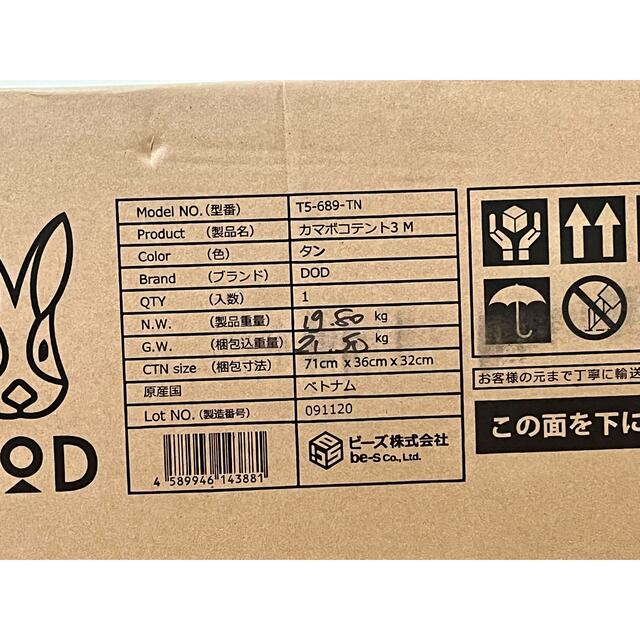 Model NO.(型番) T5-689-TN
Product (製品名) カマボコテント3 M
Color (色) タン
Brand (ブランド) DOD
QTY (入数) 1
N.W. (製品重量) 19.80 kg
G.W. (梱包込重量) 21.50 kg
CTN size (梱包寸法) 71cm x 36cm x 32cm
原産国 ベトナム
Lot NO. (製造番号) 091120
4 589946 143881
ビーズ株式会社
be-s Co., Ltd.
OD
お客様の元まで丁寧に輸送
この面を下に